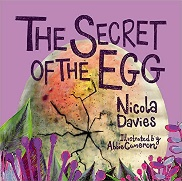 THE SECRET
OF THE EGG
Nicola
Davies
Illustrated by
Abbie Cameron